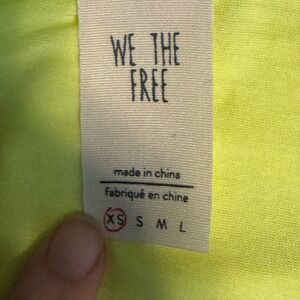 WE THE
FREE
made in china
fabriqué en chine
XS S M L